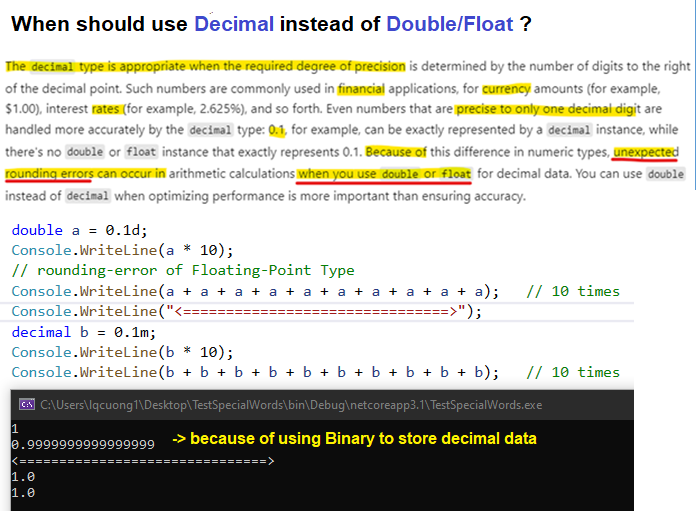 When should use Decimal instead of Double/Float ?
The decimal type is appropriate when the required degree of precision is determined by the number of digits to the right
of the decimal point. Such numbers are commonly used in financial applications, for currency amounts (for example,
$1.00), interest rates (for example, 2.625%), and so forth. Even numbers that are precise to only one decimal digit are
handled more accurately by the decimal type: 0.1, for example, can be exactly represented by a decimal instance, while
there's no double or float instance that exactly represents 0.1. Because of this difference in numeric types, unexpected
rounding errors can occur in arithmetic calculations when you use double or float for decimal data. You can use double
instead of decimal when optimizing performance is more important than ensuring accuracy.
double a = 0.1d;
Console.WriteLine(a * 10);
// rounding-error of Floating-Point Type
Console.WriteLine(a + a + a + a + a + a + a + a + a + a); // 10 times
Console.WriteLine("<===============================>");
decimal b = 0.1m;
Console.WriteLine(b * 10);
Console.WriteLine(b + b + b + b + b + b + b + b + b + b); // 10 times
C:\Users\lqcuong1\Desktop\TestSpecialWords\bin\Debug\netcoreapp3.1\TestSpecialWords.exe
1
0.9999999999999999 -> because of using Binary to store decimal data
<===============================>
1.0
1.0